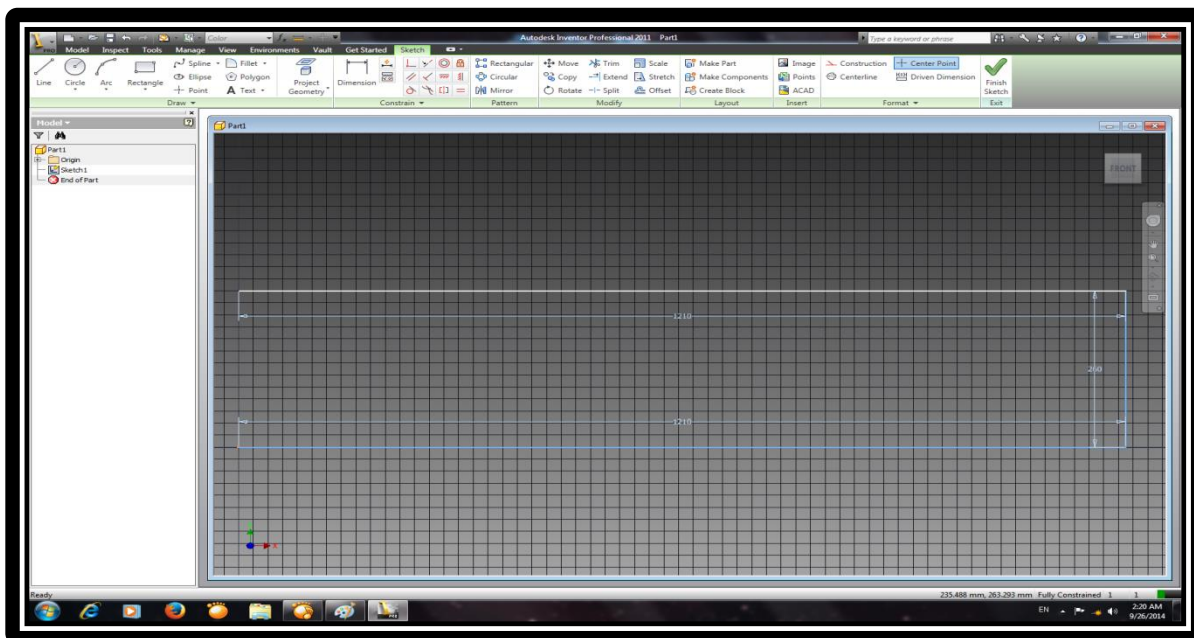 Color
Autodesk Inventor Professional 2011 Part1
Type a keyword or phrase
PRO Model Inspect Tools Manage View Environments Vault Get Started Sketch
Line Circle Arc Rectangle Spline Fillet Project Geometry Dimension Rectangular Move Trim Scale Make Part Image Construction Center Point Finish Sketch
Ellipse Polygon Circular Copy Extend Stretch Make Components Points Centerline Driven Dimension
Point A Text Mirror Rotate Split Offset Create Block ACAD
Draw Constrain Pattern Modify Layout Insert Format Exit
Model
Part1
Origin
Sketch1
End of Part
Part1
FRONT
1210
260
1210
X
Ready
235.488 mm, 263.293 mm Fully Constrained 1 1
EN
2:20 AM
9/26/2014